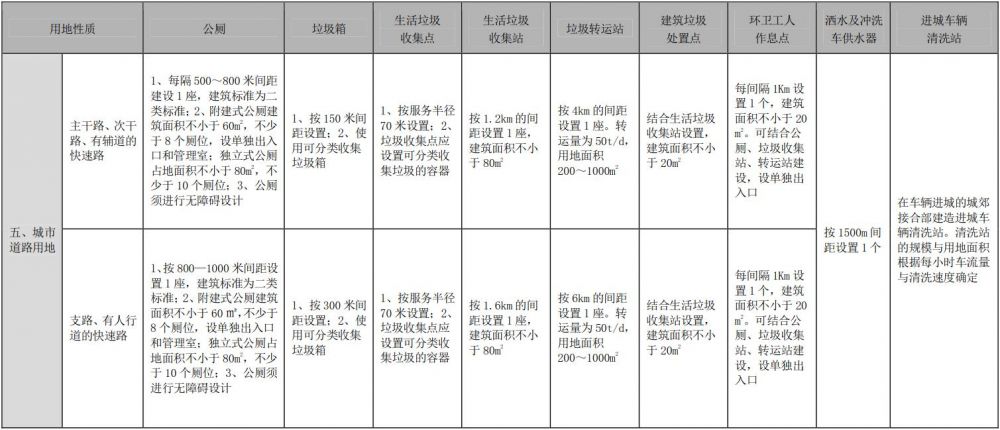 用地性质
公厕
垃圾箱
生活垃圾
收集点
生活垃圾
收集站
垃圾转运站
建筑垃圾
处置点
环卫工人
作息点
洒水及冲洗
车供水器
进城车辆
清洗站
五、城市
道路用地
主干路、次干
路、有辅道的
快速路
1、每隔 500～800 米间距
建设 1 座，建筑标准为二
类标准；2、附建式公厕建
筑面积不小于 60m²，不少
于 8 个厕位，设单独出入
口和管理室；独立式公厕
占地面积不小于 80m²，不
少于 10 个厕位；3、公厕
须进行无障碍设计
1、按 150 米间
距设置；2、使
用可分类收集
垃圾箱
1、按服务半径
70 米设置；2、
垃圾收集点应
设置可分类收
集垃圾的容器
按 1.2km 的间
距设置 1 座，
建筑面积不小
于 80m²
按 4km 的间距
设置 1 座。转
运量为 50t/d，
用地面积
200～1000m²
结合生活垃圾
收集站设置，
建筑面积不小
于 20m²
每间隔 1Km 设
置 1 个，建筑
面积不小于 20
m²。可结合公
厕、垃圾收集
站、转运站建
设，设单独出
入口
按 1500m 间
距设置 1 个
在车辆进城的城郊
接合部建造进城车
辆清洗站。清洗站
的规模与用地面积
根据每小时车流量
与清洗速度确定
支路、有人行
道的快速路
1、按 800—1000 米间距设
置 1 座，建筑标准为二类
标准；2、附建式公厕建筑
面积不小于 60 ㎡，不少于
8 个厕位，设单独出入口
和管理室；独立式公厕占
地面积不小于 80m²，不少
于 10 个厕位；3、公厕须
进行无障碍设计
1、按 300 米间
距设置；2、使
用可分类收集
垃圾箱
1、按服务半径
70 米设置；2、
垃圾收集点应
设置可分类收
集垃圾的容器
按 1.6km 的间
距设置 1 座，
建筑面积不小
于 80m²
按 6km 的间距
设置 1 座。转
运量为 50t/d，
用地面积
200～1000m²
结合生活垃圾
收集站设置，
建筑面积不小
于 20m²
每间隔 1Km 设
置 1 个，建筑
面积不小于 20
m²。可结合公
厕、垃圾收集
站、转运站建
设，设单独出
入口